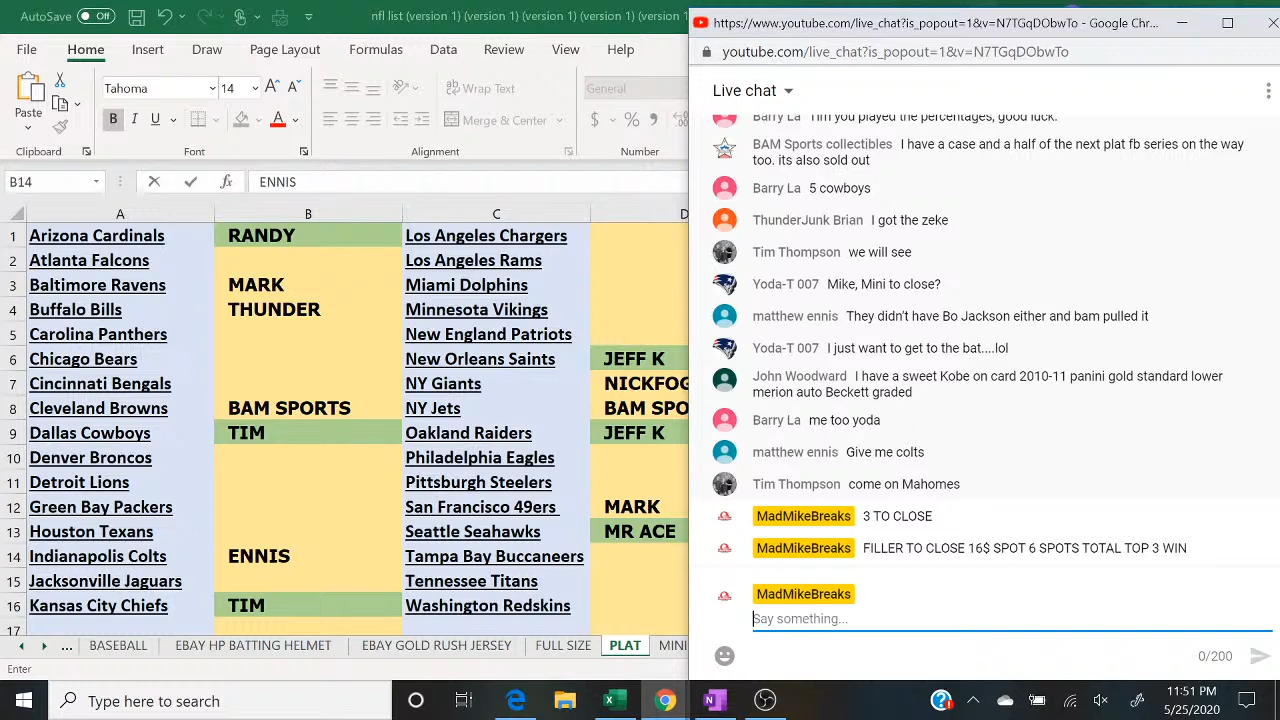 AutoSave Off nfl list (version 1) (version 1) (version 1) (version 1)
File Home Insert Draw Page Layout Formulas Data Review View Help
Paste
Tahoma 14
B I U A
Wrap Text
Merge & Center
General
$ %
Clipboard Font Alignment Number
B14 fx ENNIS
A B C D
1 Arizona Cardinals RANDY Los Angeles Chargers
2 Atlanta Falcons Los Angeles Rams
3 Baltimore Ravens MARK Miami Dolphins
4 Buffalo Bills THUNDER Minnesota Vikings
5 Carolina Panthers New England Patriots
6 Chicago Bears New Orleans Saints JEFF K
7 Cincinnati Bengals NY Giants NICKFOG
8 Cleveland Browns BAM SPORTS NY Jets BAM SPO
9 Dallas Cowboys TIM Oakland Raiders JEFF K
10 Denver Broncos Philadelphia Eagles
11 Detroit Lions Pittsburgh Steelers
12 Green Bay Packers San Francisco 49ers MARK
13 Houston Texans Seattle Seahawks MR ACE
14 Indianapolis Colts ENNIS Tampa Bay Buccaneers
15 Jacksonville Jaguars Tennessee Titans
16 Kansas City Chiefs TIM Washington Redskins
17
... BASEBALL EBAY HP BATTING HELMET EBAY GOLD RUSH JERSEY FULL SIZE PLAT MINI
Enter
https://www.youtube.com/live_chat?is_popout=1&v=N7TGqDObwTo - Google Chr...
youtube.com/live_chat?is_popout=1&v=N7TGqDObwTo
Live chat
Barry La Tim you played the percentages, good luck.
BAM Sports collectibles I have a case and a half of the next plat fb series on the way
too. its also sold out
Barry La 5 cowboys
ThunderJunk Brian I got the zeke
Tim Thompson we will see
Yoda-T 007 Mike, Mini to close?
matthew ennis They didn't have Bo Jackson either and bam pulled it
Yoda-T 007 I just want to get to the bat....lol
John Woodward I have a sweet Kobe on card 2010-11 panini gold standard lower
merion auto Beckett graded
Barry La me too yoda
matthew ennis Give me colts
Tim Thompson come on Mahomes
MadMikeBreaks 3 TO CLOSE
MadMikeBreaks FILLER TO CLOSE 16$ SPOT 6 SPOTS TOTAL TOP 3 WIN
MadMikeBreaks
Say something...
0/200
Type here to search
11:51 PM
5/25/2020